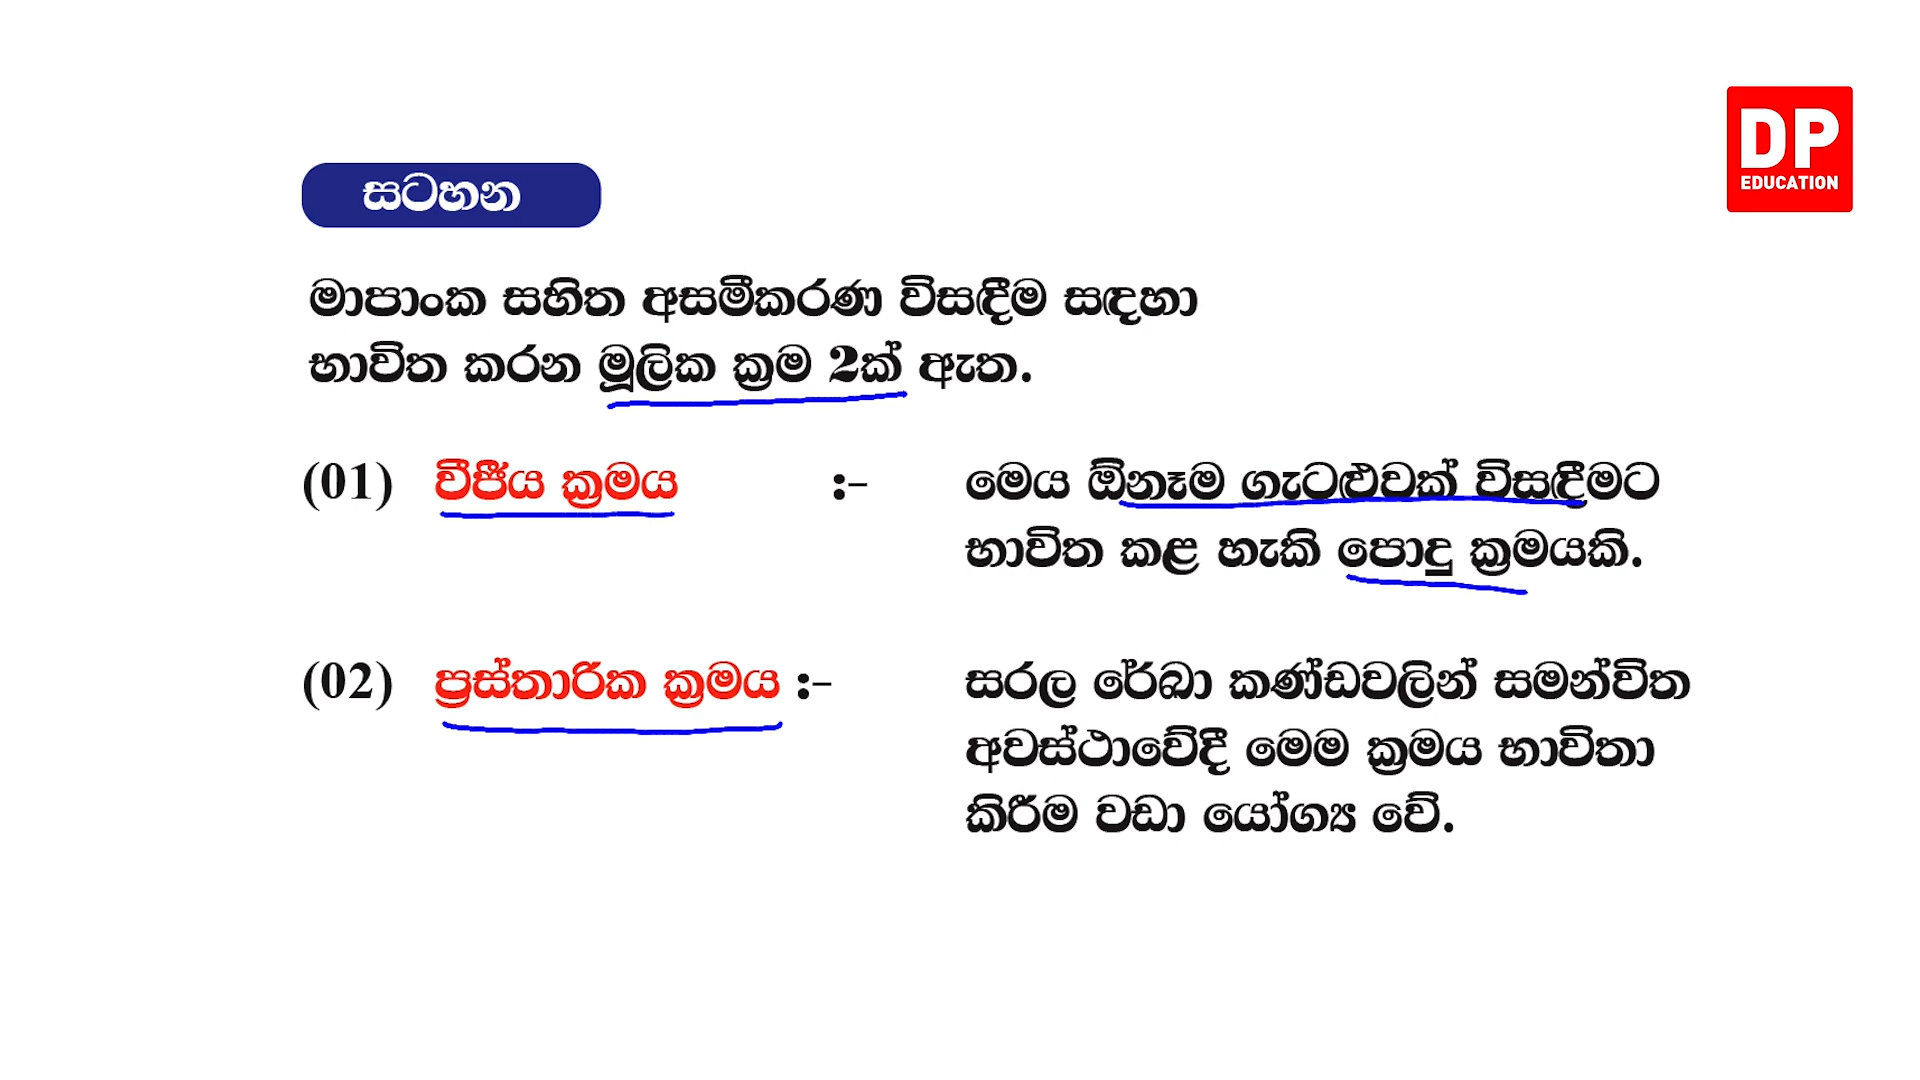 DP
EDUCATION
සටහන
මාපාංක සහිත අසමීකරණ විසඳීම සඳහා
භාවිත කරන මූලික ක්‍රම 2ක් ඇත.
(01) වීජීය ක්‍රමය :- මෙය ඕනෑම ගැටළුවක් විසඳීමට
භාවිත කළ හැකි පොදු ක්‍රමයකි.
(02) ප්‍රස්තාරික ක්‍රමය :- සරල රේඛා කණ්ඩවලින් සමන්විත
අවස්ථාවේදී මෙම ක්‍රමය භාවිතා
කිරීම වඩා යෝග්‍ය වේ.